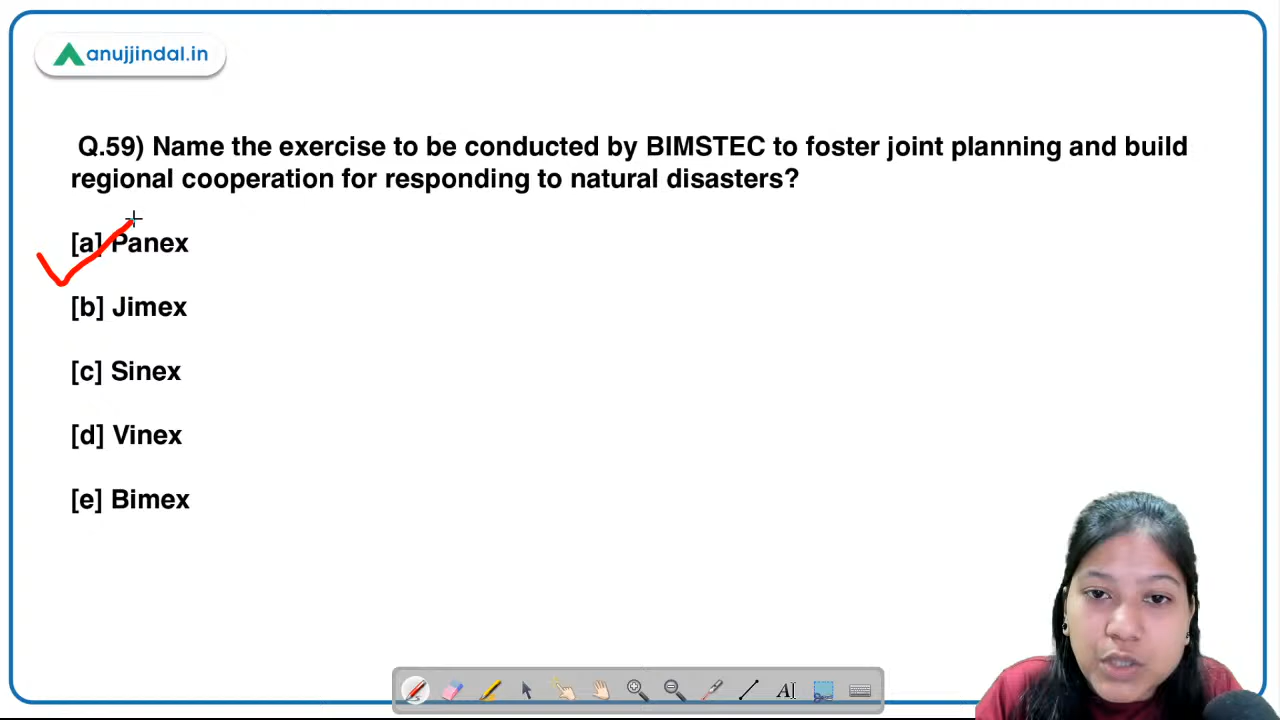 anujjindal.in
Q.59) Name the exercise to be conducted by BIMSTEC to foster joint planning and build
regional cooperation for responding to natural disasters?
[a] Panex
[b] Jimex
[c] Sinex
[d] Vinex
[e] Bimex
AI